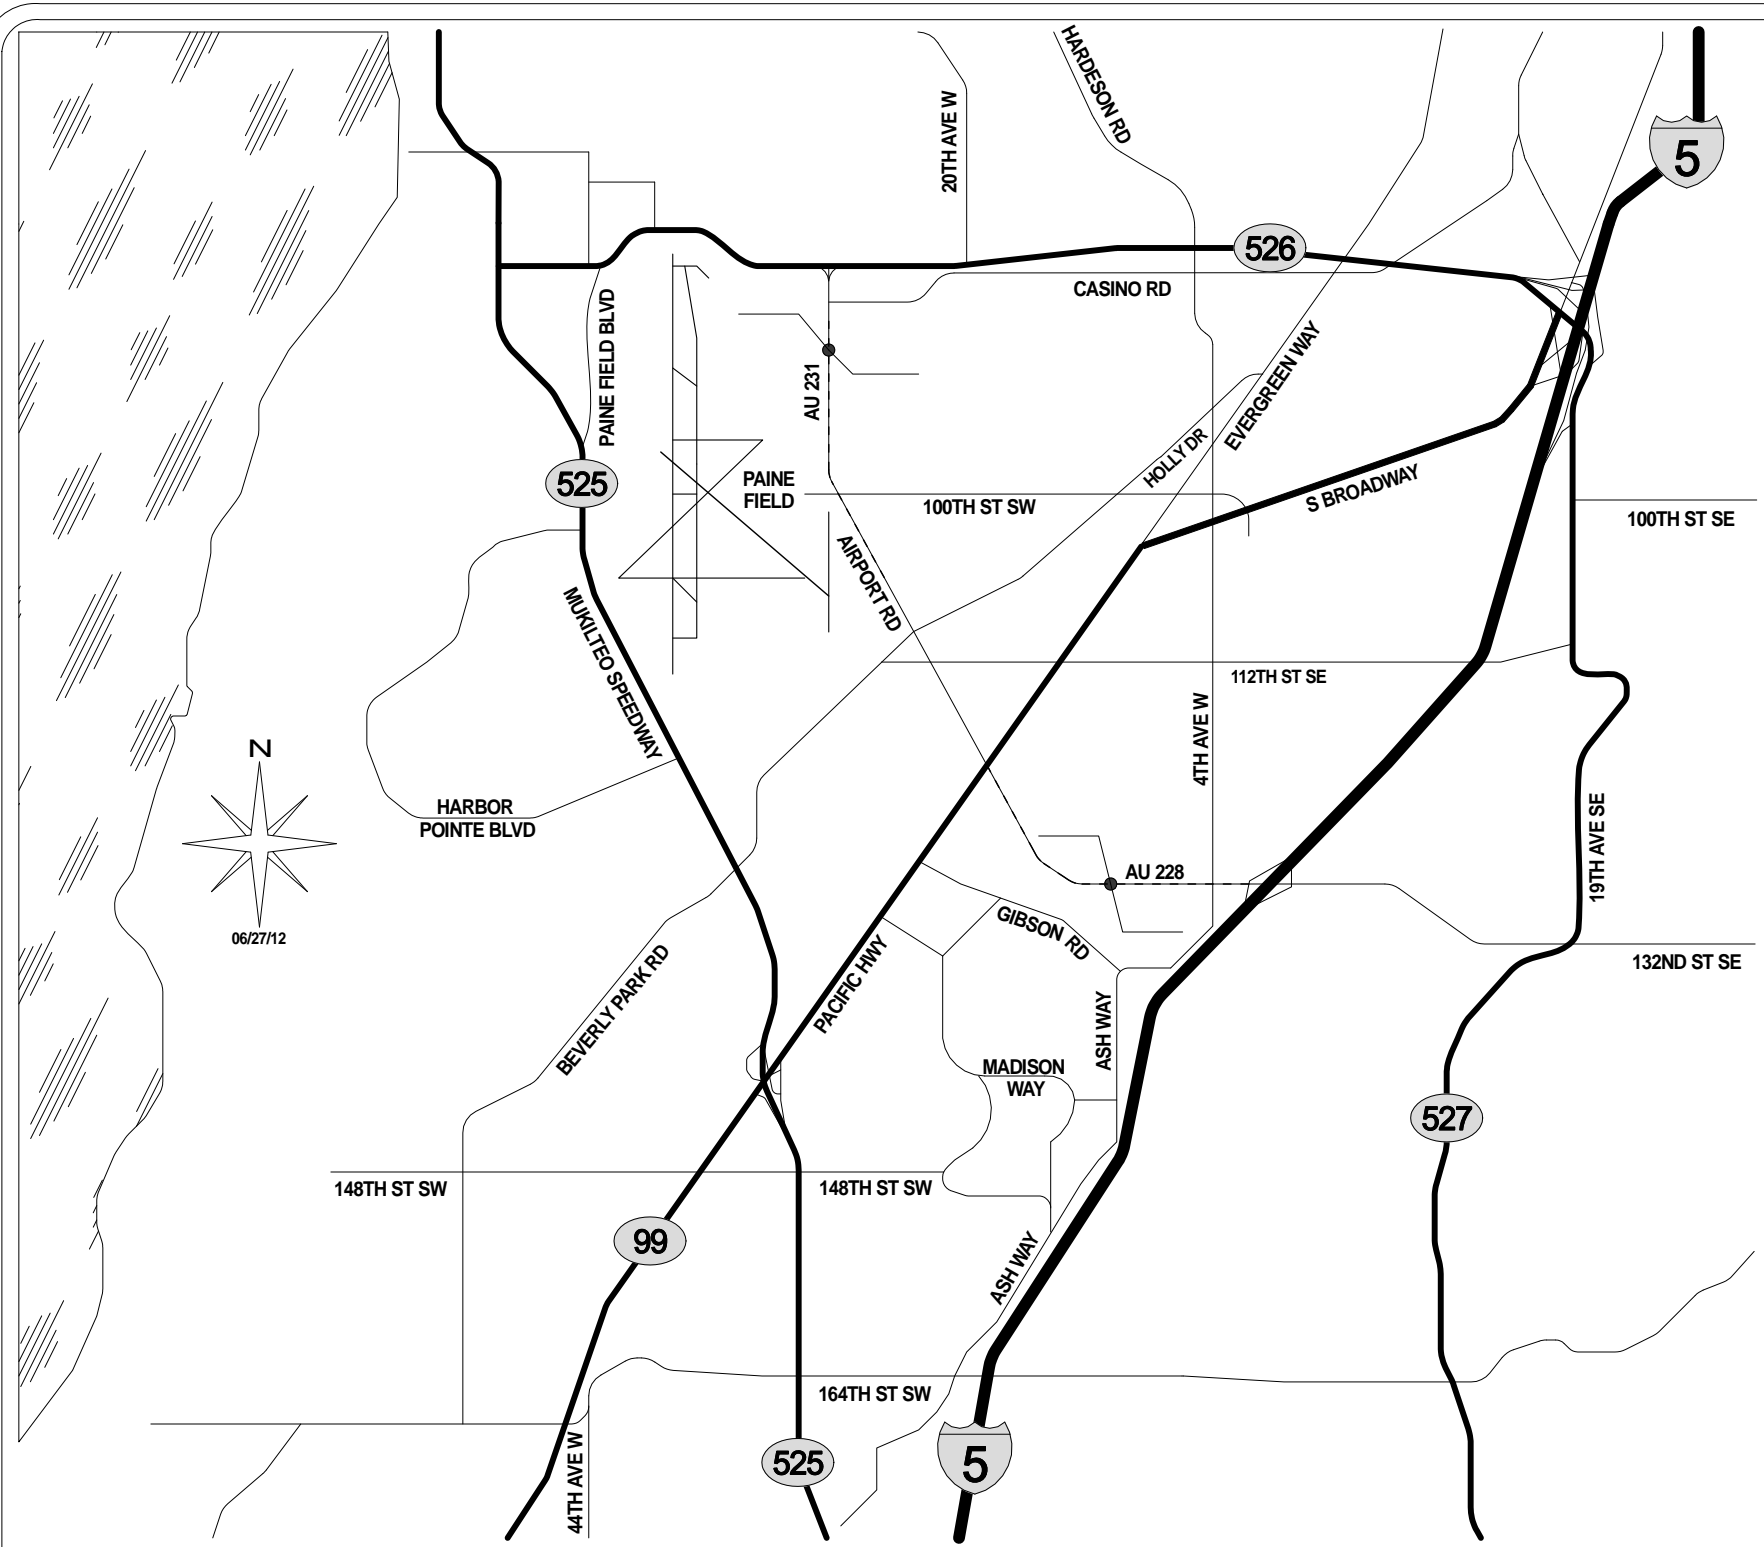 HARDESON RD
20TH AVE W
5
526
CASINO RD
PAINE FIELD BLVD
AU 231
EVERGREEN WAY
HOLLY DR
525
PAINE
FIELD
100TH ST SW
S BROADWAY
100TH ST SE
AIRPORT RD
MUKILTEO SPEEDWAY
112TH ST SE
4TH AVE W
N
HARBOR
POINTE BLVD
19TH AVE SE
AU 228
06/27/12
GIBSON RD
PACIFIC HWY
BEVERLY PARK RD
132ND ST SE
ASH WAY
MADISON
WAY
527
148TH ST SW
148TH ST SW
99
ASH WAY
164TH ST SW
44TH AVE W
525
5